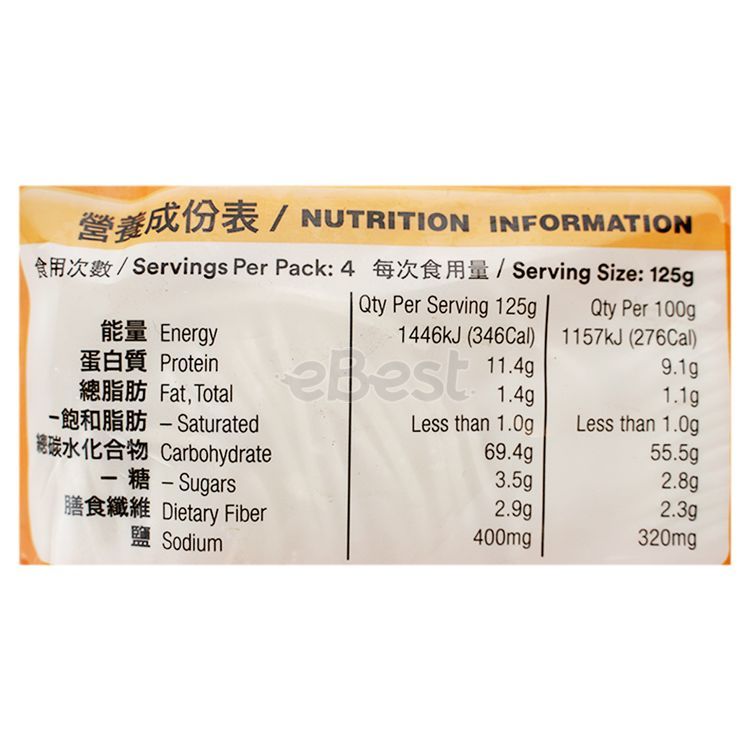 營養成份表 / NUTRITION INFORMATION
食用次數 / Servings Per Pack: 4 每次食用量 / Serving Size: 125g
Qty Per Serving 125g Qty Per 100g
能量 Energy 1446kJ (346Cal) 1157kJ (276Cal)
蛋白質 Protein 11.4g 9.1g
總脂肪 Fat, Total 1.4g 1.1g
–飽和脂肪 – Saturated Less than 1.0g Less than 1.0g
總碳水化合物 Carbohydrate 69.4g 55.5g
– 糖 – Sugars 3.5g 2.8g
膳食纖維 Dietary Fiber 2.9g 2.3g
鹽 Sodium 400mg 320mg
eBest